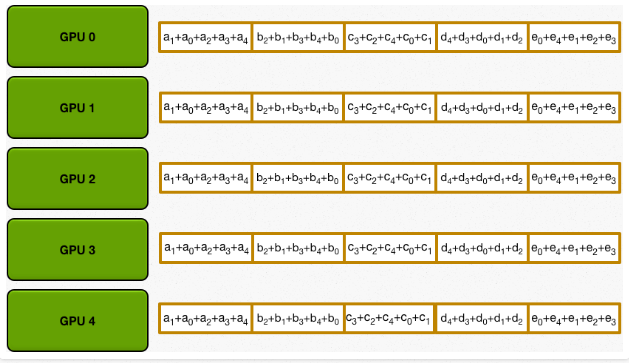 GPU 0 a₁+a₀+a₂+a₃+a₄ b₂+b₁+b₃+b₄+b₀ c₃+c₂+c₄+c₀+c₁ d₄+d₃+d₀+d₁+d₂ e₀+e₄+e₁+e₂+e₃
GPU 1 a₁+a₀+a₂+a₃+a₄ b₂+b₁+b₃+b₄+b₀ c₃+c₂+c₄+c₀+c₁ d₄+d₃+d₀+d₁+d₂ e₀+e₄+e₁+e₂+e₃
GPU 2 a₁+a₀+a₂+a₃+a₄ b₂+b₁+b₃+b₄+b₀ c₃+c₂+c₄+c₀+c₁ d₄+d₃+d₀+d₁+d₂ e₀+e₄+e₁+e₂+e₃
GPU 3 a₁+a₀+a₂+a₃+a₄ b₂+b₁+b₃+b₄+b₀ c₃+c₂+c₄+c₀+c₁ d₄+d₃+d₀+d₁+d₂ e₀+e₄+e₁+e₂+e₃
GPU 4 a₁+a₀+a₂+a₃+a₄ b₂+b₁+b₃+b₄+b₀ c₃+c₂+c₄+c₀+c₁ d₄+d₃+d₀+d₁+d₂ e₀+e₄+e₁+e₂+e₃